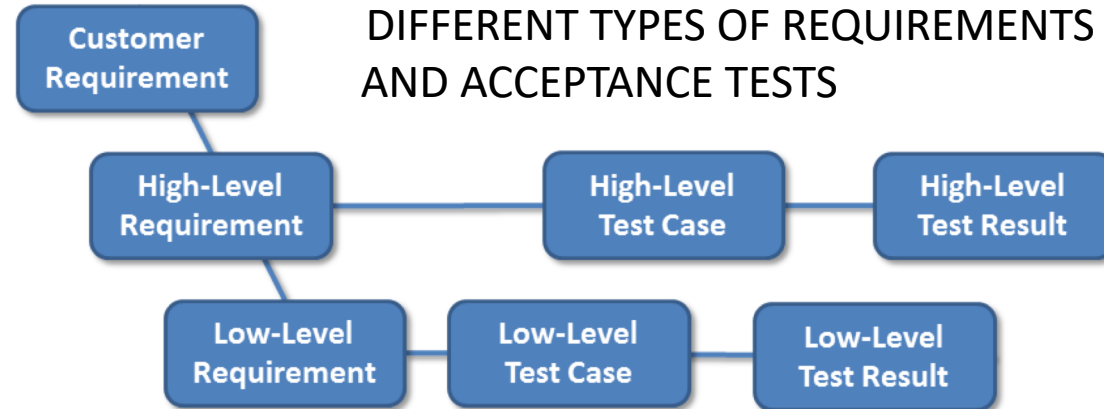 DIFFERENT TYPES OF REQUIREMENTS
AND ACCEPTANCE TESTS
Customer
Requirement
High-Level
Requirement
High-Level
Test Case
High-Level
Test Result
Low-Level
Requirement
Low-Level
Test Case
Low-Level
Test Result